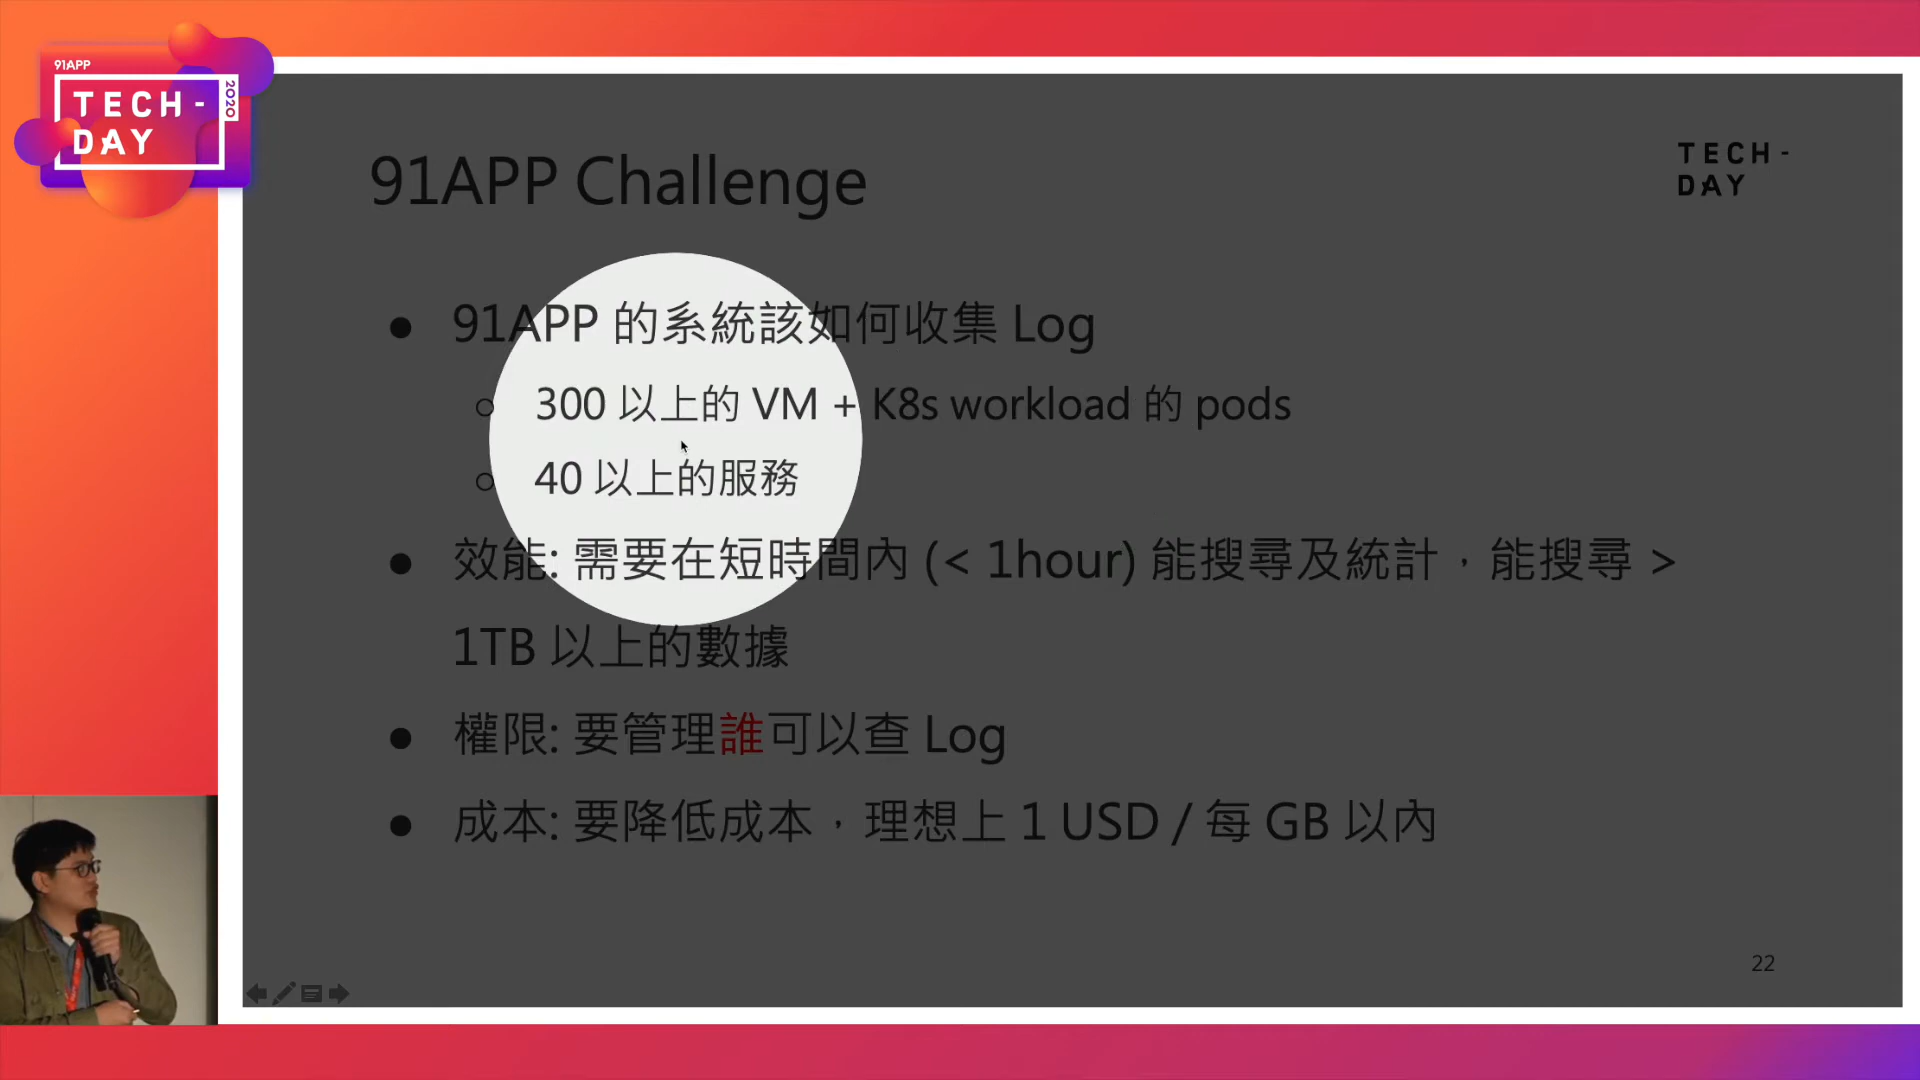 91APP
TECH-
DAY
2020
TECH-
DAY
91APP Challenge
● 91APP 的系統該如何收集 Log
○ 300 以上的 VM + K8s workload 的 pods
○ 40 以上的服務
● 效能: 需要在短時間內 (< 1hour) 能搜尋及統計，能搜尋 >
1TB 以上的數據
● 權限: 要管理誰可以查 Log
● 成本: 要降低成本，理想上 1 USD / 每 GB 以內
22